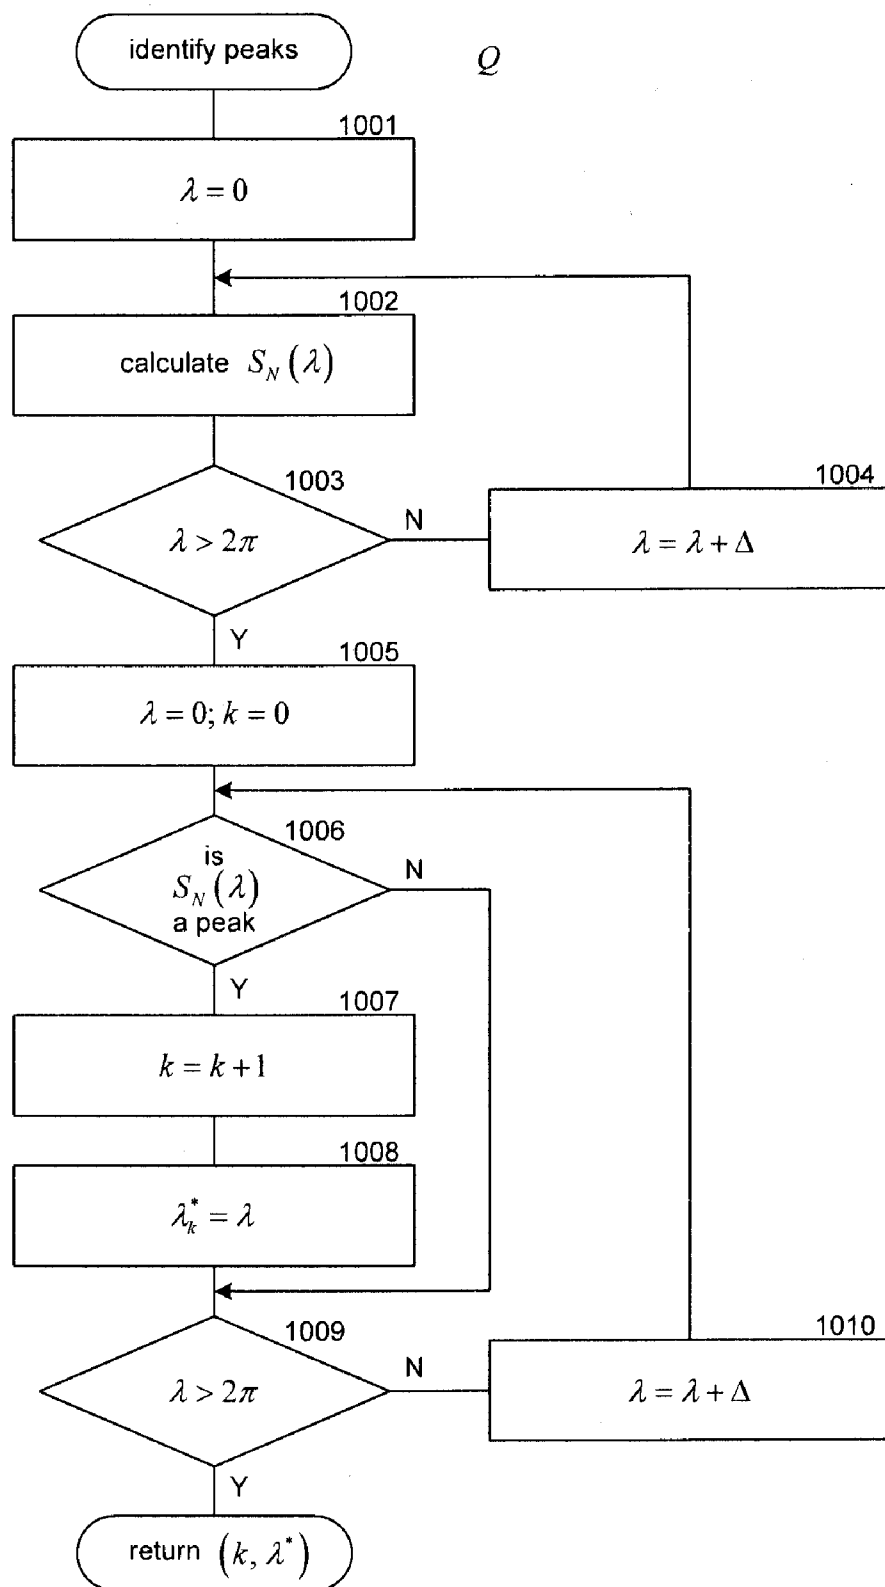 identify peaks
Q
1001
λ = 0
1002
calculate S_N(λ)
1003
λ > 2π
N
1004
λ = λ + Δ
Y
1005
λ = 0; k = 0
1006
is
S_N(λ)
a peak
N
Y
1007
k = k + 1
1008
λ*_k = λ
1009
λ > 2π
N
1010
λ = λ + Δ
Y
return (k, λ*)